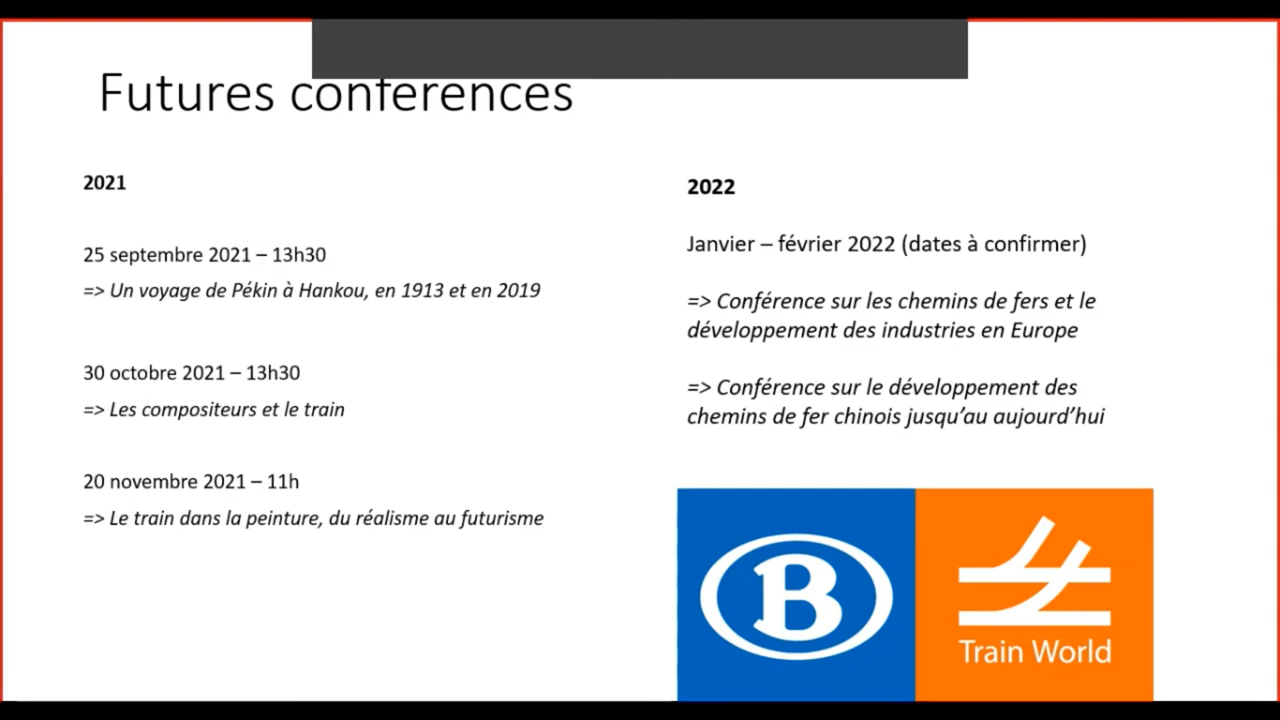 Futures conférences
2021
25 septembre 2021 – 13h30
=> Un voyage de Pékin à Hankou, en 1913 et en 2019
30 octobre 2021 – 13h30
=> Les compositeurs et le train
20 novembre 2021 – 11h
=> Le train dans la peinture, du réalisme au futurisme
2022
Janvier – février 2022 (dates à confirmer)
=> Conférence sur les chemins de fers et le
développement des industries en Europe
=> Conférence sur le développement des
chemins de fer chinois jusqu’au aujourd’hui
B
Train World